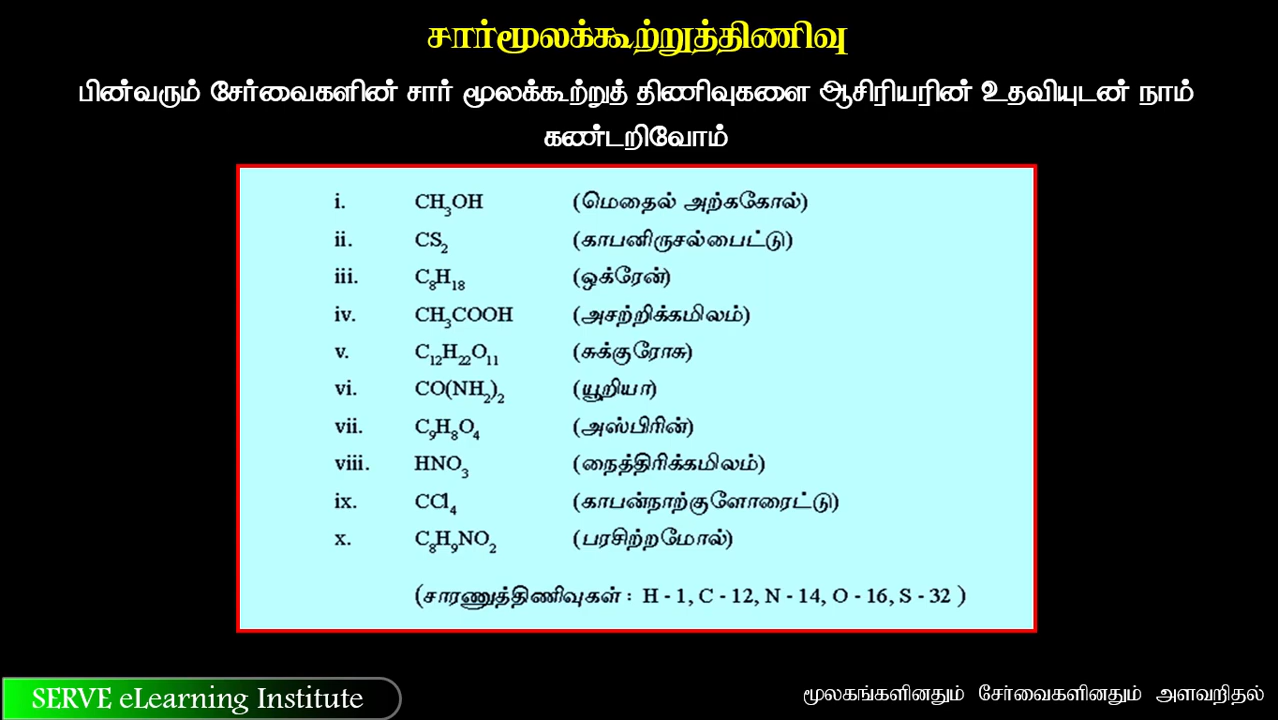 சார்மூலக்கூற்றுத்திணிவு
பின்வரும் சேர்வைகளின் சார் மூலக்கூற்றுத் திணிவுகளை ஆசிரியரின் உதவியுடன் நாம்
கண்டறிவோம்
i. CH₃OH (மெதைல் அற்ககோல்)
ii. CS₂ (காபனிருசல்பைட்டு)
iii. C₈H₁₈ (ஒக்ரேன்)
iv. CH₃COOH (அசற்றிக்கமிலம்)
v. C₁₂H₂₂O₁₁ (சுக்குரோசு)
vi. CO(NH₂)₂ (யூறியா)
vii. C₉H₈O₄ (அஸ்பிரின்)
viii. HNO₃ (நைத்திரிக்கமிலம்)
ix. CCl₄ (காபன்நாற்குளோரைட்டு)
x. C₈H₉NO₂ (பரசிற்றமோல்)
(சாரணுத்திணிவுகள் : H - 1, C - 12, N - 14, O - 16, S - 32 )
SERVE eLearning Institute
மூலகங்களினதும் சேர்வைகளினதும் அளவறிதல்